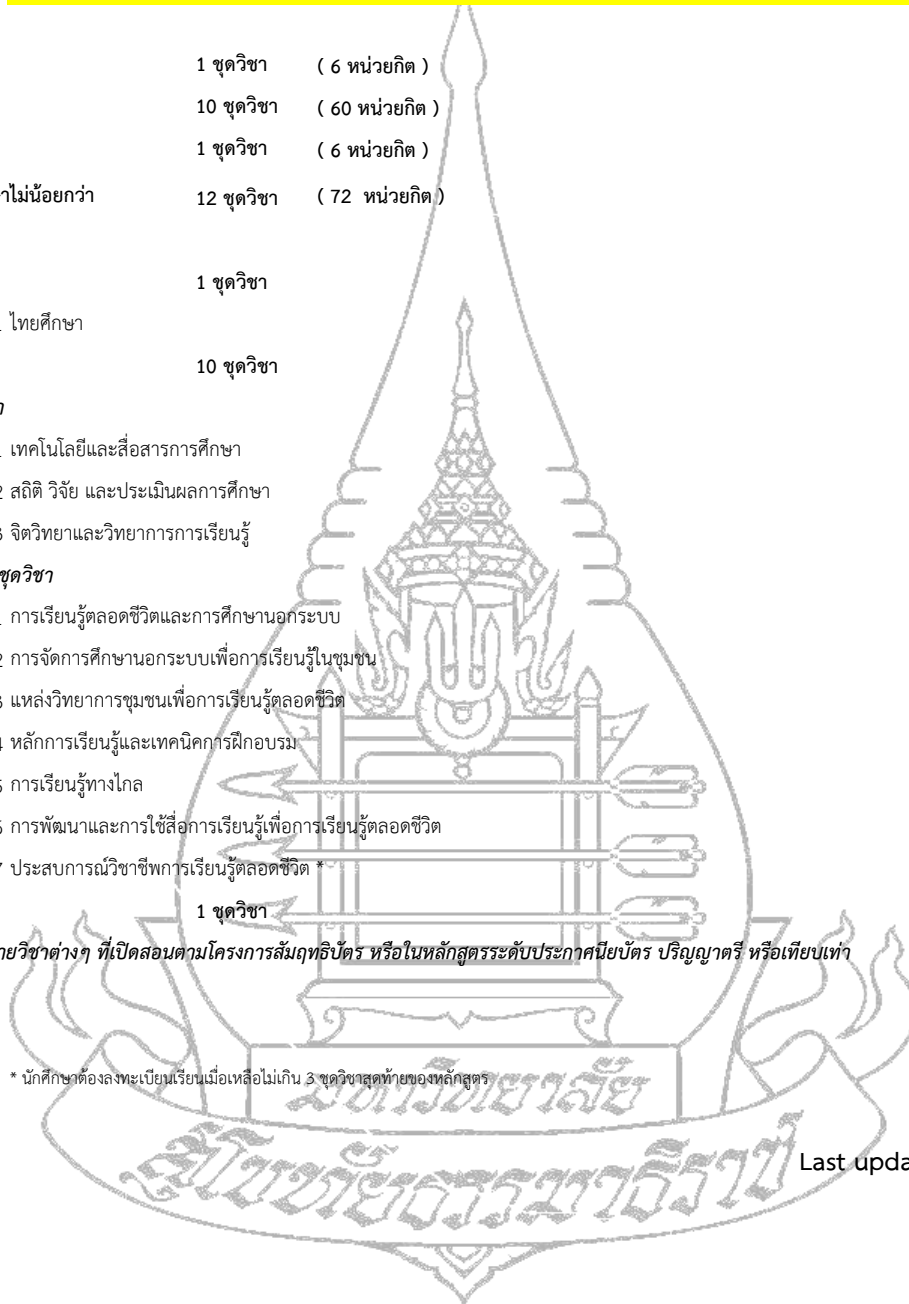 1 ชุดวิชา ( 6 หน่วยกิต )
10 ชุดวิชา ( 60 หน่วยกิต )
1 ชุดวิชา ( 6 หน่วยกิต )
าไม่น้อยกว่า 12 ชุดวิชา ( 72 หน่วยกิต )
1 ชุดวิชา
1 ไทยศึกษา
10 ชุดวิชา
า
1 เทคโนโลยีและสื่อสารการศึกษา
2 สถิติ วิจัย และประเมินผลการศึกษา
3 จิตวิทยาและวิทยาการการเรียนรู้
ชุดวิชา
1 การเรียนรู้ตลอดชีวิตและการศึกษานอกระบบ
2 การจัดการศึกษานอกระบบเพื่อการเรียนรู้ในชุมชน
3 แหล่งวิทยาการชุมชนเพื่อการเรียนรู้ตลอดชีวิต
4 หลักการเรียนรู้และเทคนิคการฝึกอบรม
5 การเรียนรู้ทางไกล
6 การพัฒนาและการใช้สื่อการเรียนรู้เพื่อการเรียนรู้ตลอดชีวิต
7 ประสบการณ์วิชาชีพการเรียนรู้ตลอดชีวิต *
1 ชุดวิชา
ายวิชาต่างๆ ที่เปิดสอนตามโครงการสัมฤทธิบัตร หรือในหลักสูตรระดับประกาศนียบัตร ปริญญาตรี หรือเทียบเท่า
* นักศึกษาต้องลงทะเบียนเรียนเมื่อเหลือไม่เกิน 3 ชุดวิชาสุดท้ายของหลักสูตร
มหาวิทยาลัย
สุโขทัยธรรมาธิราช
Last upda